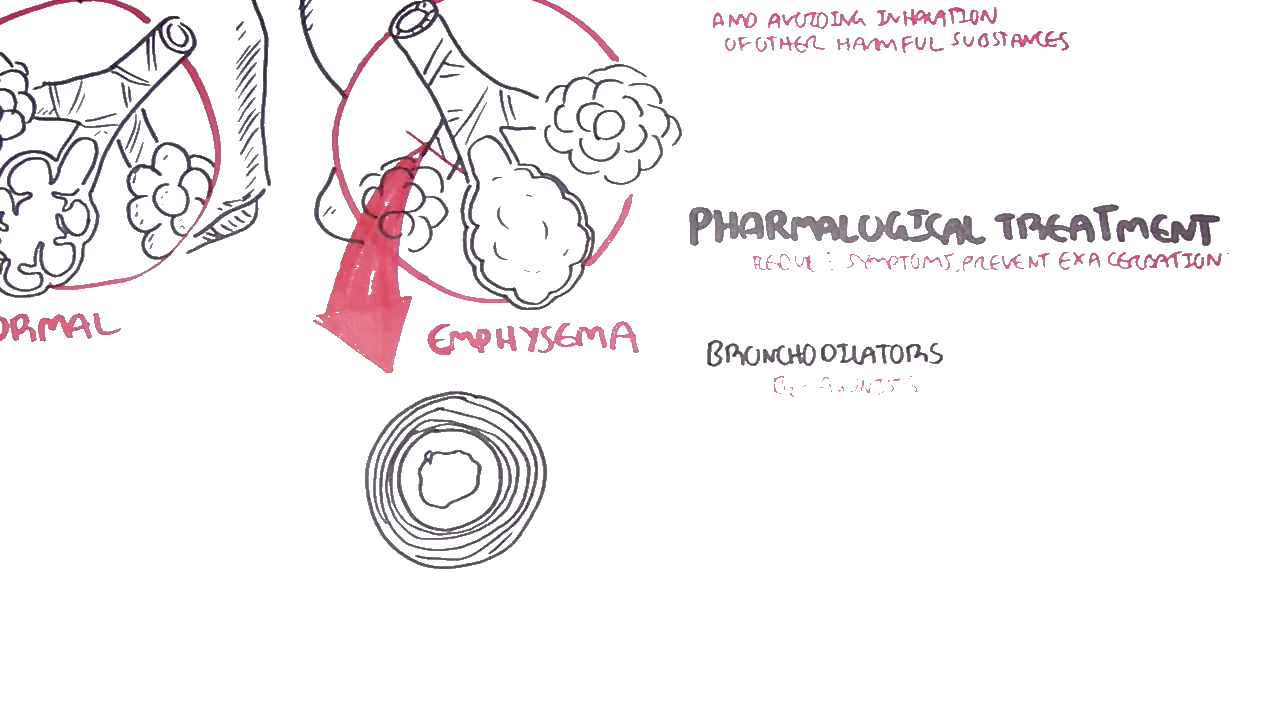 AND AVOIDING INHALATION
OF OTHER HARMFUL SUBSTANCES
PHARMALOGICAL TREATMENT
SYMPTOMS, PREVENT EXACERBATION
ORMAL
EMPHYSEMA
BRONCHODILATORS